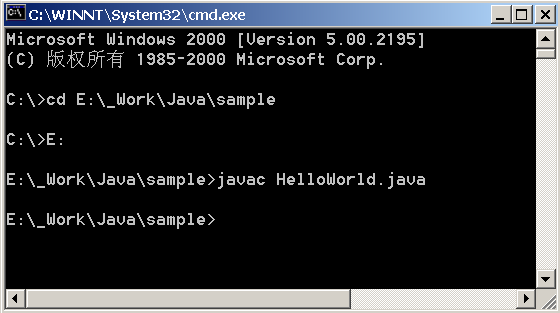 C:\WINNT\System32\cmd.exe
Microsoft Windows 2000 [Version 5.00.2195]
(C) 版权所有 1985-2000 Microsoft Corp.
C:\>cd E:\_Work\Java\sample
C:\>E:
E:\_Work\Java\sample>javac HelloWorld.java
E:\_Work\Java\sample>